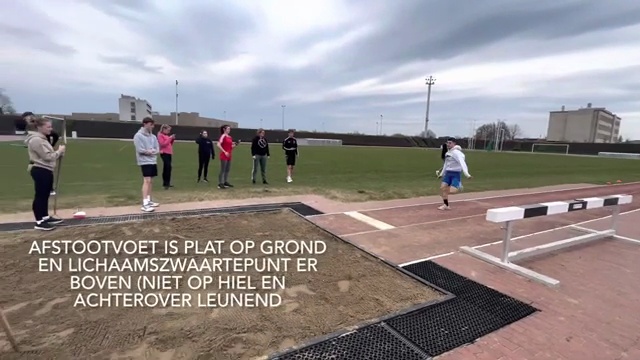 AFSTOOTVOET IS PLAT OP GROND
EN LICHAAMSZWAARTEPUNT ER
BOVEN (NIET OP HIEL EN
ACHTEROVER LEUNEND